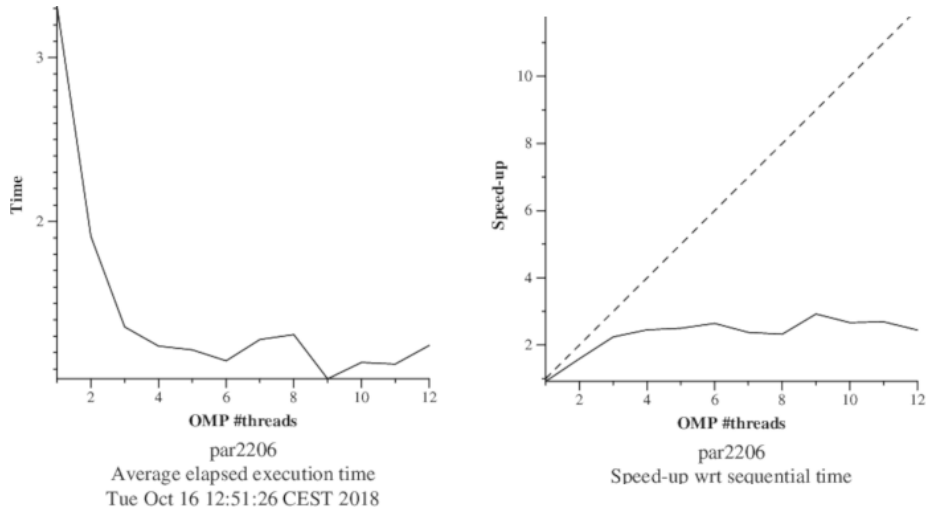 3
2
Time
2
4
6
8
10
12
OMP #threads
par2206
Average elapsed execution time
Tue Oct 16 12:51:26 CEST 2018
10
8
6
4
2
Speed-up
2
4
6
8
10
12
OMP #threads
par2206
Speed-up wrt sequential time